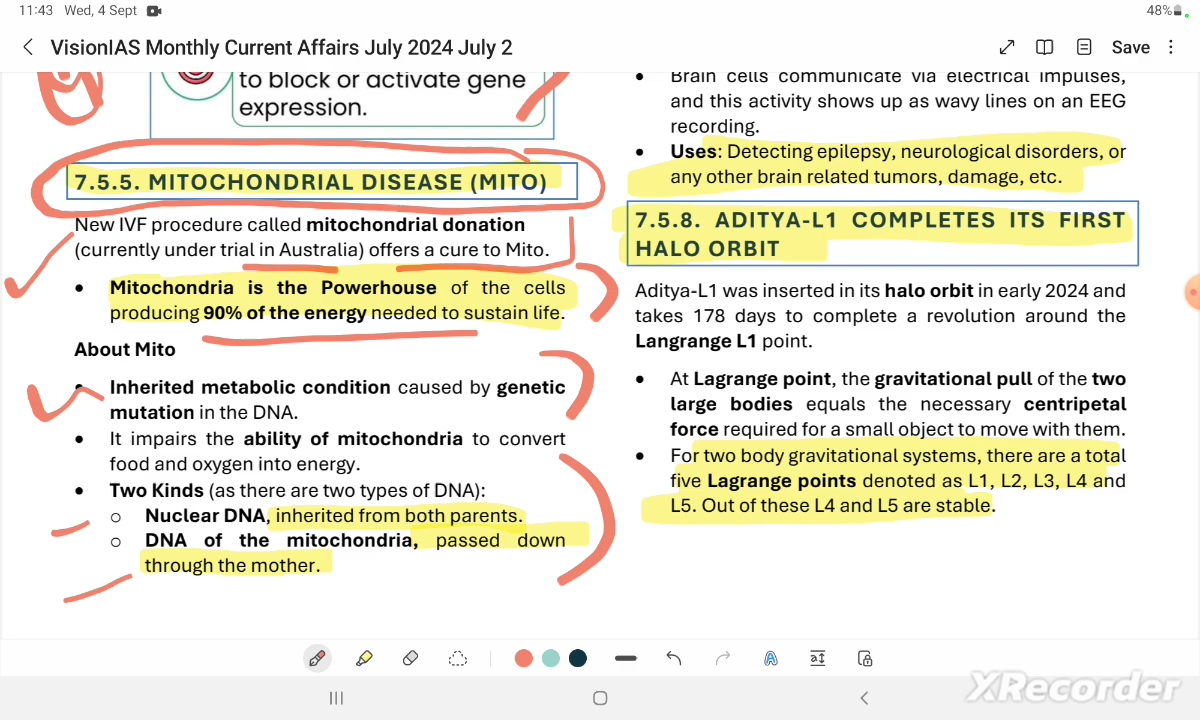 11:43 Wed, 4 Sept
48%
VisionIAS Monthly Current Affairs July 2024 July 2
Save
to block or activate gene
expression.
7.5.5. MITOCHONDRIAL DISEASE (MITO)
New IVF procedure called mitochondrial donation
(currently under trial in Australia) offers a cure to Mito.
• Mitochondria is the Powerhouse of the cells
producing 90% of the energy needed to sustain life.
About Mito
• Inherited metabolic condition caused by genetic
mutation in the DNA.
• It impairs the ability of mitochondria to convert
food and oxygen into energy.
• Two Kinds (as there are two types of DNA):
o Nuclear DNA, inherited from both parents.
o DNA of the mitochondria, passed down
through the mother.
• Brain cells communicate via electrical impulses,
and this activity shows up as wavy lines on an EEG
recording.
• Uses: Detecting epilepsy, neurological disorders, or
any other brain related tumors, damage, etc.
7.5.8. ADITYA-L1 COMPLETES ITS FIRST
HALO ORBIT
Aditya-L1 was inserted in its halo orbit in early 2024 and
takes 178 days to complete a revolution around the
Langrange L1 point.
• At Lagrange point, the gravitational pull of the two
large bodies equals the necessary centripetal
force required for a small object to move with them.
• For two body gravitational systems, there are a total
five Lagrange points denoted as L1, L2, L3, L4 and
L5. Out of these L4 and L5 are stable.
XRecorder